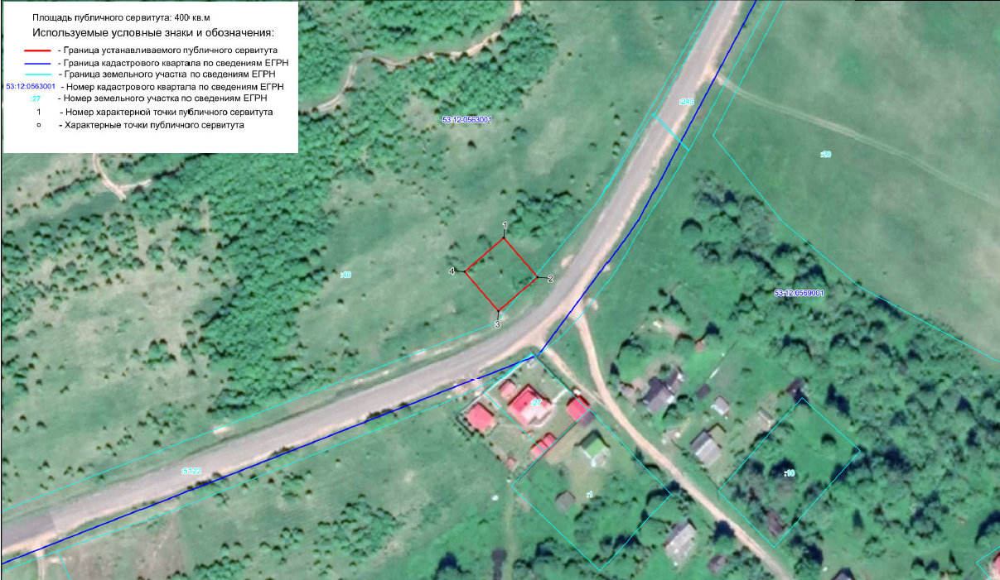 Площадь публичного сервитута: 400 кв.м
Используемые условные знаки и обозначения:
- Граница устанавливаемого публичного сервитута
- Граница кадастрового квартала по сведениям ЕГРН
- Граница земельного участка по сведениям ЕГРН
53:12:0563001 - Номер кадастрового квартала по сведениям ЕГРН
:27 - Номер земельного участка по сведениям ЕГРН
1 - Номер характерной точки публичного сервитута
- Характерные точки публичного сервитута
:243
53:12:0563001
1
4
:40
2
53:12:0569001
3
:27
:1